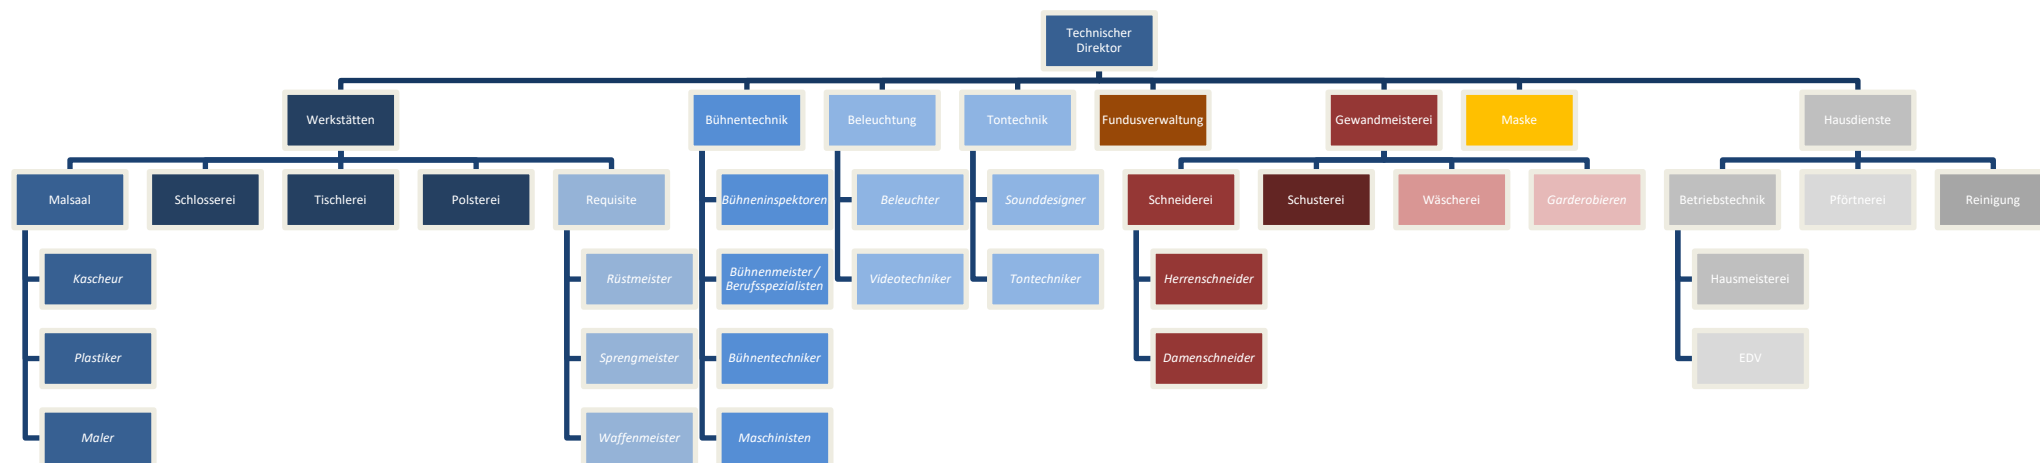 Technischer
Direktor
Werkstätten
Bühnentechnik
Beleuchtung
Tontechnik
Fundusverwaltung
Gewandmeisterei
Maske
Hausdienste
Malsaal
Schlosserei
Tischlerei
Polsterei
Requisite
Bühneninspektoren
Beleuchter
Sounddesigner
Schneiderei
Schusterei
Wäscherei
Garderobieren
Betriebstechnik
Pförtnerei
Reinigung
Kascheur
Rüstmeister
Bühnenmeister /
Berufsspezialisten
Videotechniker
Tontechniker
Herrenschneider
Hausmeisterei
Plastiker
Sprengmeister
Bühnentechniker
Damenschneider
EDV
Maler
Waffenmeister
Maschinisten